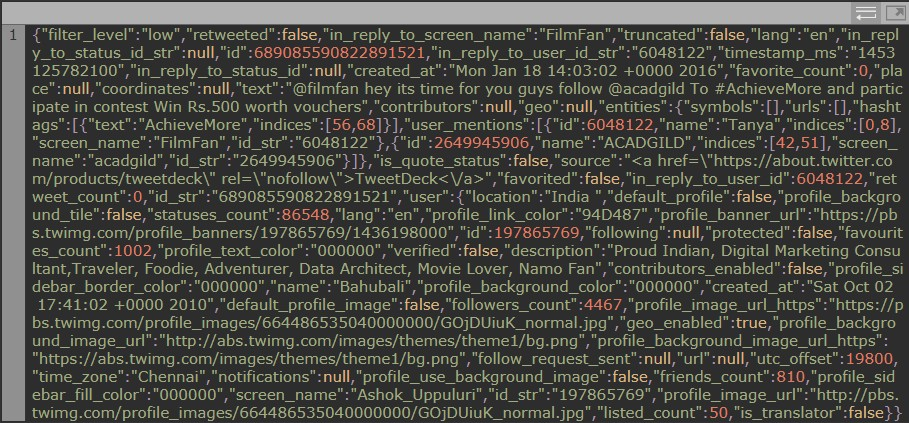 1 {"filter_level":"low","retweeted":false,"in_reply_to_screen_name":"FilmFan","truncated":false,"lang":"en","in_rep
ly_to_status_id_str":null,"id":689085590822891521,"in_reply_to_user_id_str":"6048122","timestamp_ms":"1453
125782100","in_reply_to_status_id":null,"created_at":"Mon Jan 18 14:03:02 +0000 2016","favorite_count":0,"pla
ce":null,"coordinates":null,"text":"@filmfan hey its time for you guys follow @acadgild To #AchieveMore and partic
ipate in contest Win Rs.500 worth vouchers","contributors":null,"geo":null,"entities":{"symbols":[],"urls":[],"hasht
ags":[{"text":"AchieveMore","indices":[56,68]}],"user_mentions":[{"id":6048122,"name":"Tanya","indices":[0,8],
"screen_name":"FilmFan","id_str":"6048122"},{"id":2649945906,"name":"ACADGILD","indices":[42,51],"screen_
name":"acadgild","id_str":"2649945906"}]},"is_quote_status":false,"source":"<a href=\"https://about.twitter.co
m/products/tweetdeck\" rel=\"nofollow\">TweetDeck<\/a>","favorited":false,"in_reply_to_user_id":6048122,"ret
weet_count":0,"id_str":"689085590822891521","user":{"location":"India ","default_profile":false,"profile_backgro
und_tile":false,"statuses_count":86548,"lang":"en","profile_link_color":"94D487","profile_banner_url":"https://pb
s.twimg.com/profile_banners/197865769/1436198000","id":197865769,"following":null,"protected":false,"favouri
tes_count":1002,"profile_text_color":"000000","verified":false,"description":"Proud Indian, Digital Marketing Consu
ltant,Traveler, Foodie, Adventurer, Data Architect, Movie Lover, Namo Fan","contributors_enabled":false,"profile_si
debar_border_color":"000000","name":"Bahubali","profile_background_color":"000000","created_at":"Sat Oct 02
17:41:02 +0000 2010","default_profile_image":false,"followers_count":4467,"profile_image_url_https":"https://p
bs.twimg.com/profile_images/664486535040000000/GOjDUiuK_normal.jpg","geo_enabled":true,"profile_backgro
und_image_url":"http://abs.twimg.com/images/themes/theme1/bg.png","profile_background_image_url_https":
"https://abs.twimg.com/images/themes/theme1/bg.png","follow_request_sent":null,"url":null,"utc_offset":19800,
"time_zone":"Chennai","notifications":null,"profile_use_background_image":false,"friends_count":810,"profile_sid
ebar_fill_color":"000000","screen_name":"Ashok_Uppuluri","id_str":"197865769","profile_image_url":"http://pbs.
twimg.com/profile_images/664486535040000000/GOjDUiuK_normal.jpg","listed_count":50,"is_translator":false}}